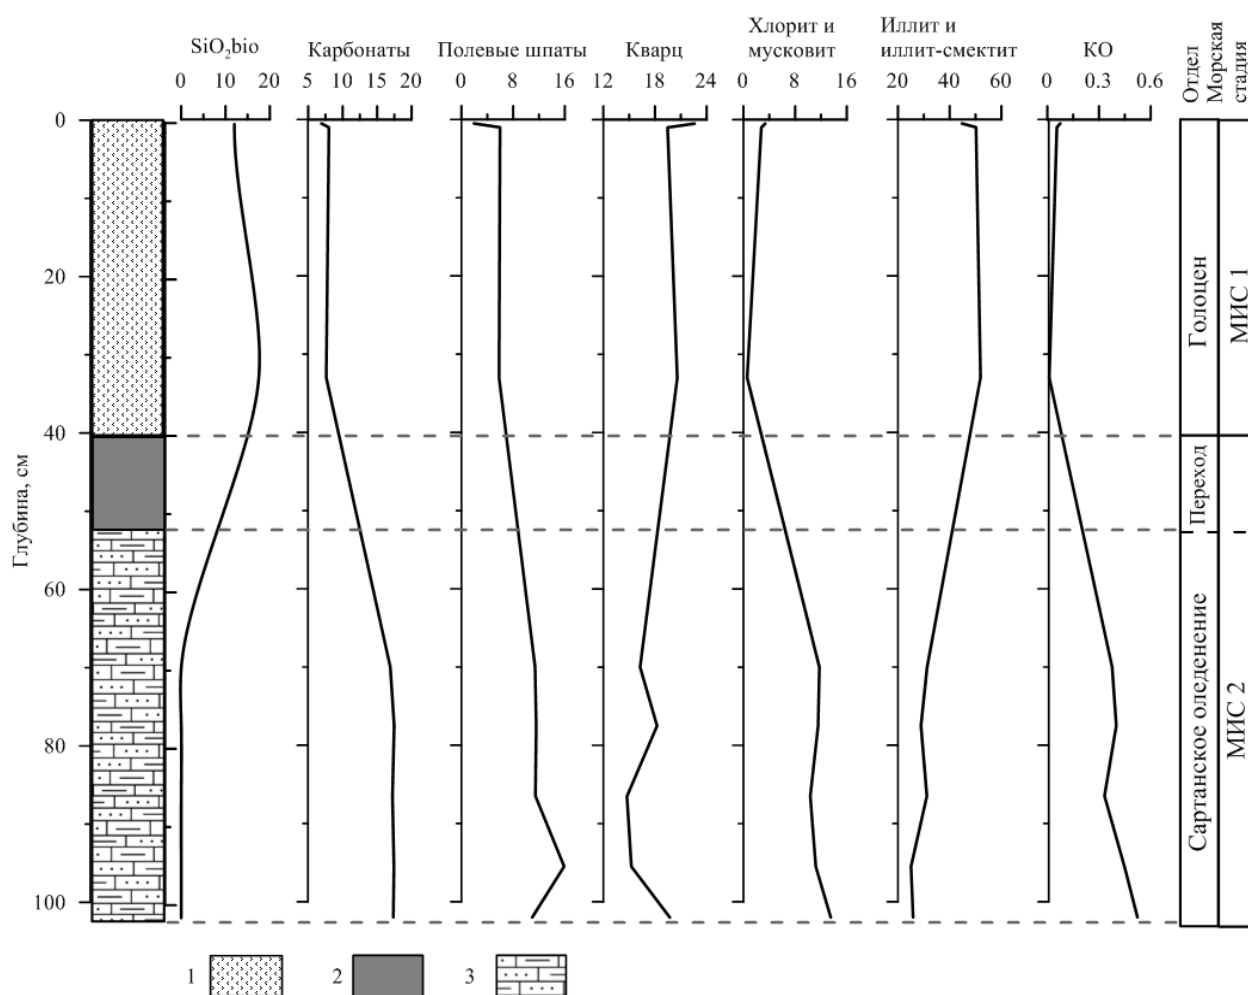 SiO₂bio
0 10 20
Карбонаты
5 10 15 20
Полевые шпаты
0 8 16
Кварц
12 18 24
Хлорит и
мусковит
0 8 16
Иллит и
иллит-смектит
20 40 60
КО
0 0.3 0.6
Отдел
Морская
стадия
Глубина, см
0
20
40
60
80
100
Голоцен
Переход
Сартанское оледенение
МИС 1
МИС 2
1 2 3